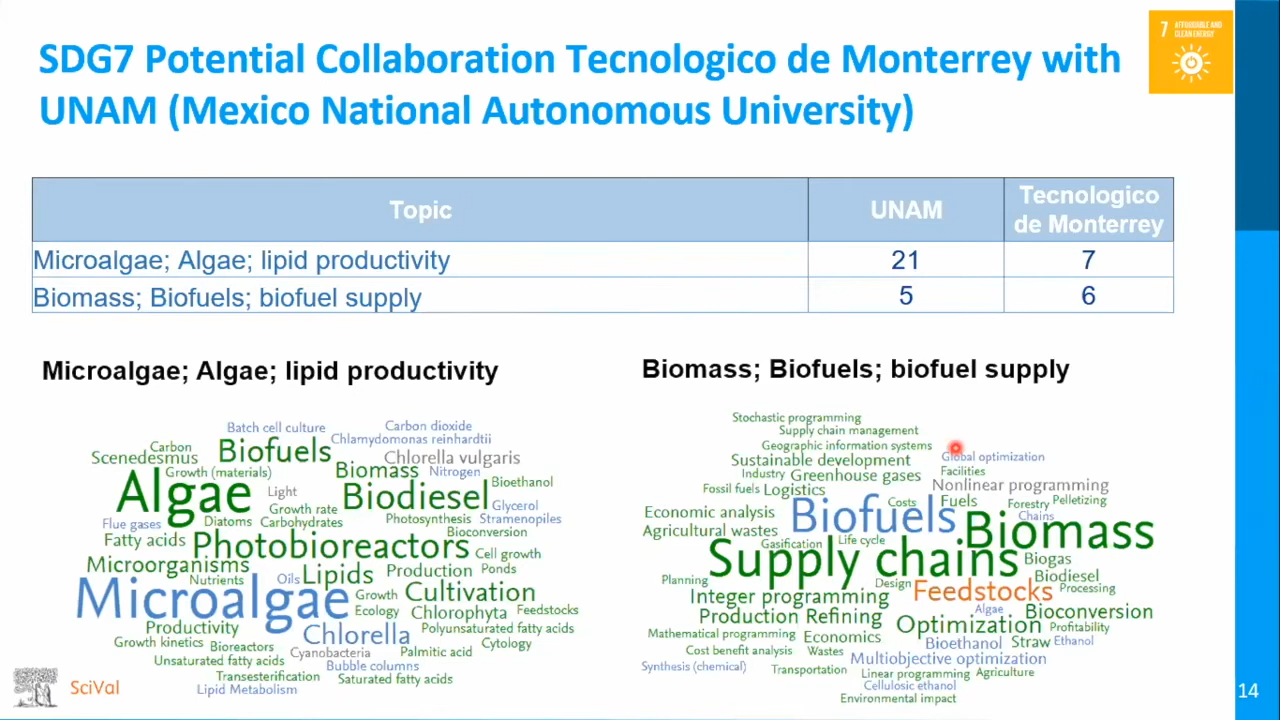 SDG7 Potential Collaboration Tecnologico de Monterrey with
UNAM (Mexico National Autonomous University)
7 AFFORDABLE AND
CLEAN ENERGY
Topic
UNAM
Tecnologico
de Monterrey
Microalgae; Algae; lipid productivity 21 7
Biomass; Biofuels; biofuel supply 5 6
Microalgae; Algae; lipid productivity
Batch cell culture
Carbon dioxide
Chlamydomonas reinhardtii
Carbon
Biofuels
Scenedesmus
Chlorella vulgaris
Growth (materials)
Biomass
Nitrogen
Algae
Light
Biodiesel
Bioethanol
Growth rate
Glycerol
Flue gases
Diatoms
Carbohydrates
Photosynthesis
Stramenopiles
Fatty acids
Photobioreactors
Bioconversion
Cell growth
Microorganisms
Nutrients
Oils
Lipids
Production
Ponds
Microalgae
Growth
Cultivation
Ecology
Chlorophyta
Feedstocks
Productivity
Chlorella
Polyunsaturated fatty acids
Growth kinetics
Bioreactors
Cyanobacteria
Palmitic acid
Cytology
Unsaturated fatty acids
Bubble columns
Transesterification
Saturated fatty acids
Lipid Metabolism
Biomass; Biofuels; biofuel supply
Stochastic programming
Supply chain management
Geographic information systems
Global optimization
Sustainable development
Facilities
Industry
Greenhouse gases
Nonlinear programming
Fossil fuels
Logistics
Costs
Fuels
Forestry
Pelletizing
Economic analysis
Biofuels
Chains
Agricultural wastes
Biomass
Gasification
Life cycle
Supply chains
Biogas
Planning
Design
Feedstocks
Biodiesel
Processing
Integer programming
Algae
Bioconversion
Production
Refining
Optimization
Profitability
Mathematical programming
Economics
Bioethanol
Straw
Ethanol
Cost benefit analysis
Wastes
Multiobjective optimization
Synthesis (chemical)
Transportation
Linear programming
Agriculture
Cellulosic ethanol
Environmental impact
SciVal
14